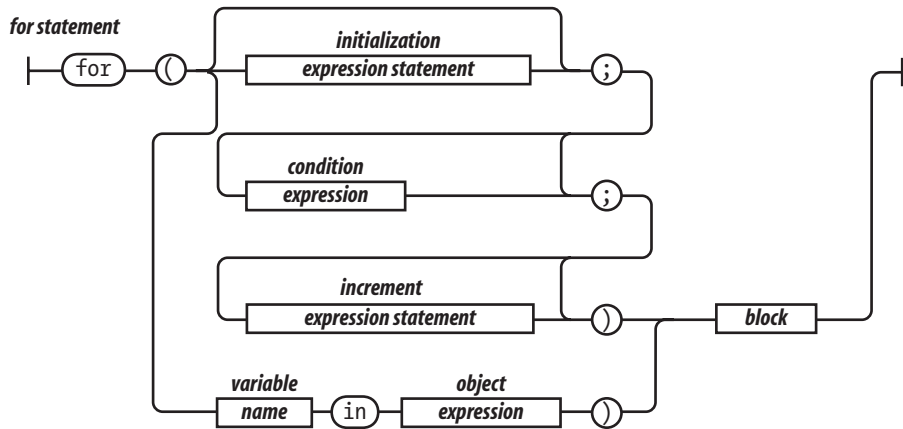 for statement
initialization
for ( expression statement ;
condition
expression ;
increment
expression statement ) block
variable object
name in expression )